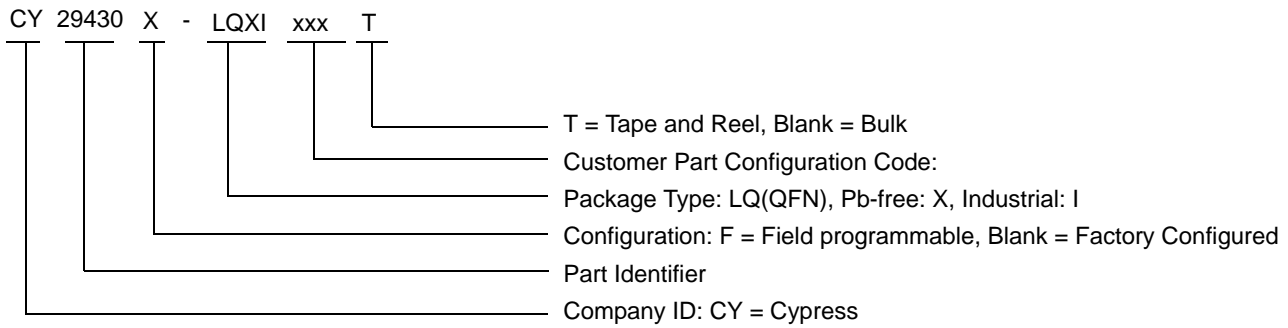 CY 29430 X - LQXI xxx T
T = Tape and Reel, Blank = Bulk
Customer Part Configuration Code:
Package Type: LQ(QFN), Pb-free: X, Industrial: I
Configuration: F = Field programmable, Blank = Factory Configured
Part Identifier
Company ID: CY = Cypress